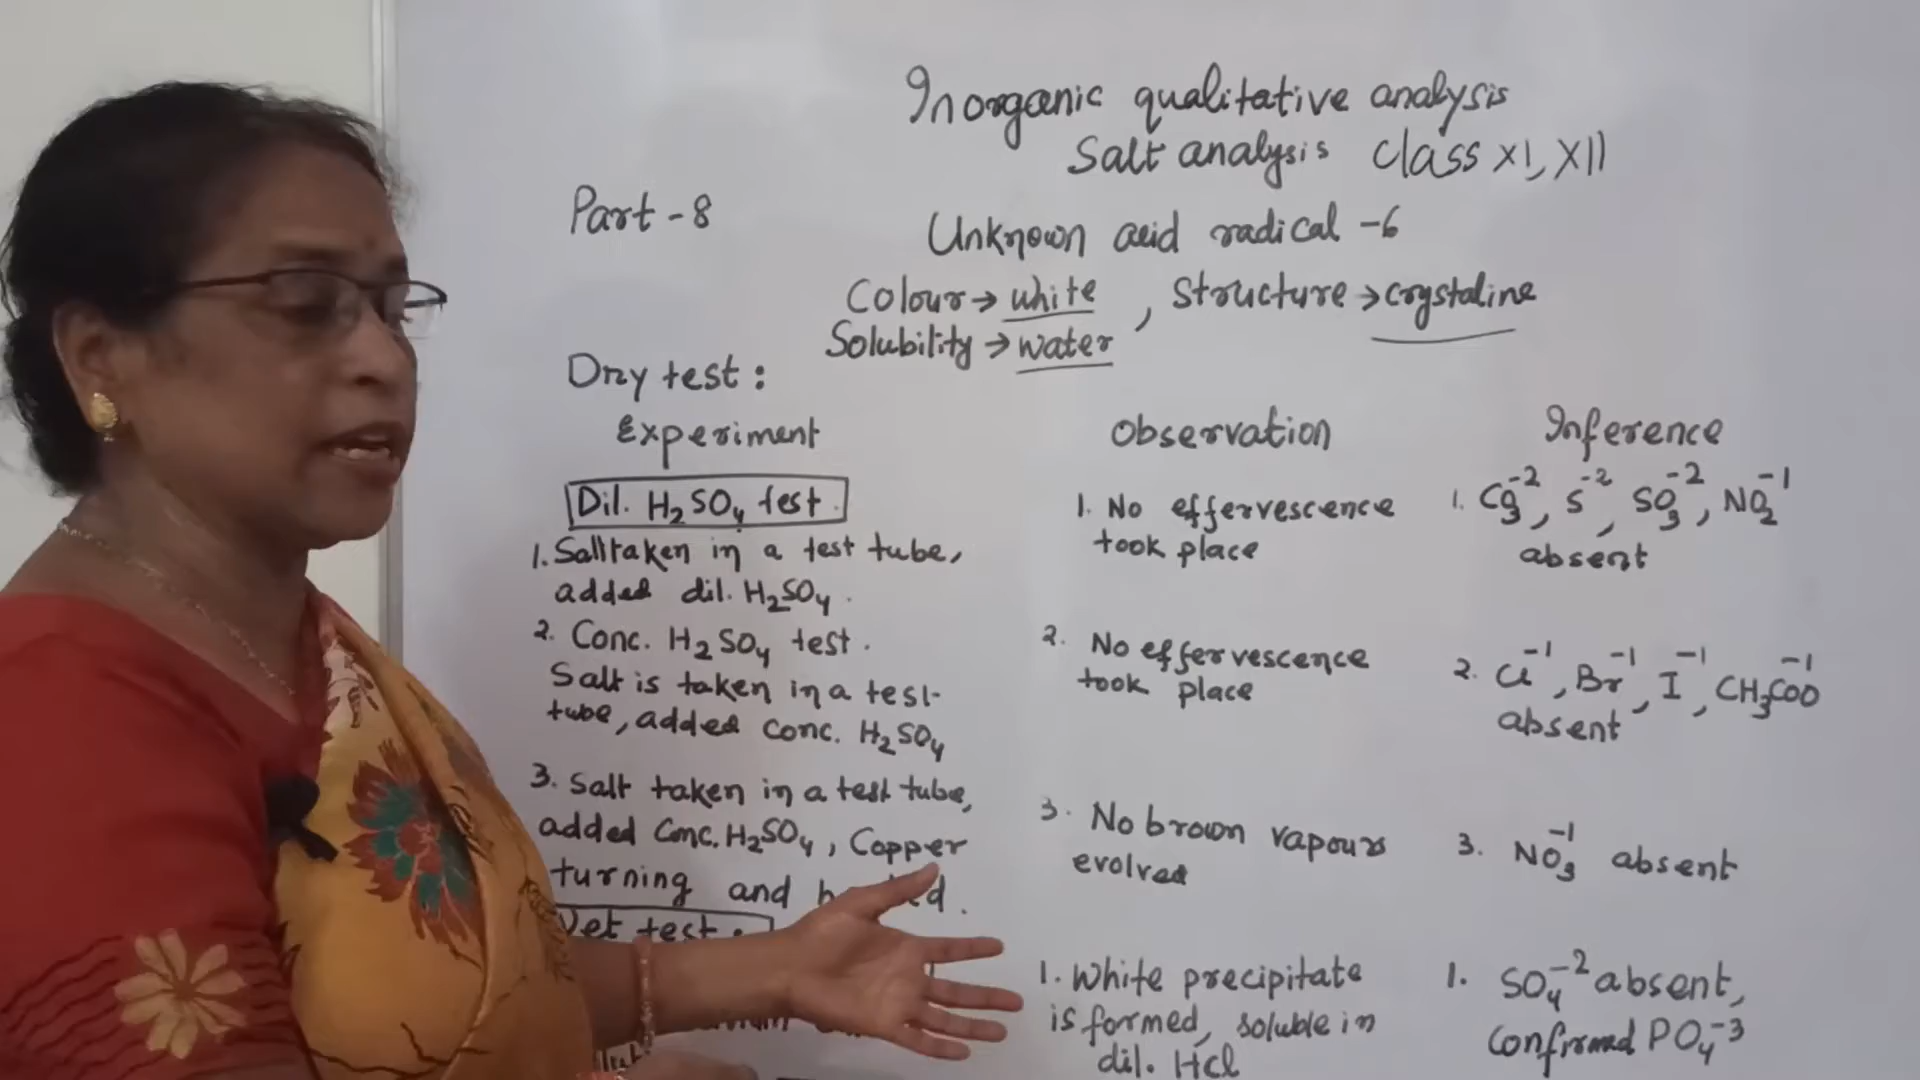 Inorganic qualitative analysis
Salt analysis class XI, XII
Part - 8
Unknown acid radical - 6
Colour → white , Structure → crystaline
Solubility → water
Dry test :
Experiment
Observation
Inference
Dil. H₂SO₄ test.
1. Salt taken in a test tube,
added dil. H₂SO₄.
1. No effervescence
took place
1. CO₃⁻², S⁻², SO₃⁻², NO₂⁻¹
absent
2. Conc. H₂SO₄ test.
Salt is taken in a test
tube, added Conc. H₂SO₄
2. No effervescence
took place
2. Cl⁻¹, Br⁻¹, I⁻¹, CH₃COO⁻¹
absent
3. Salt taken in a test tube,
added Conc. H₂SO₄, Copper
turning and
3. No brown vapours
evolved
3. NO₃⁻¹ absent
Wet test :
1. White precipitate
is formed, soluble in
dil. HCl
1. SO₄⁻² absent,
Confirmed PO₄⁻³